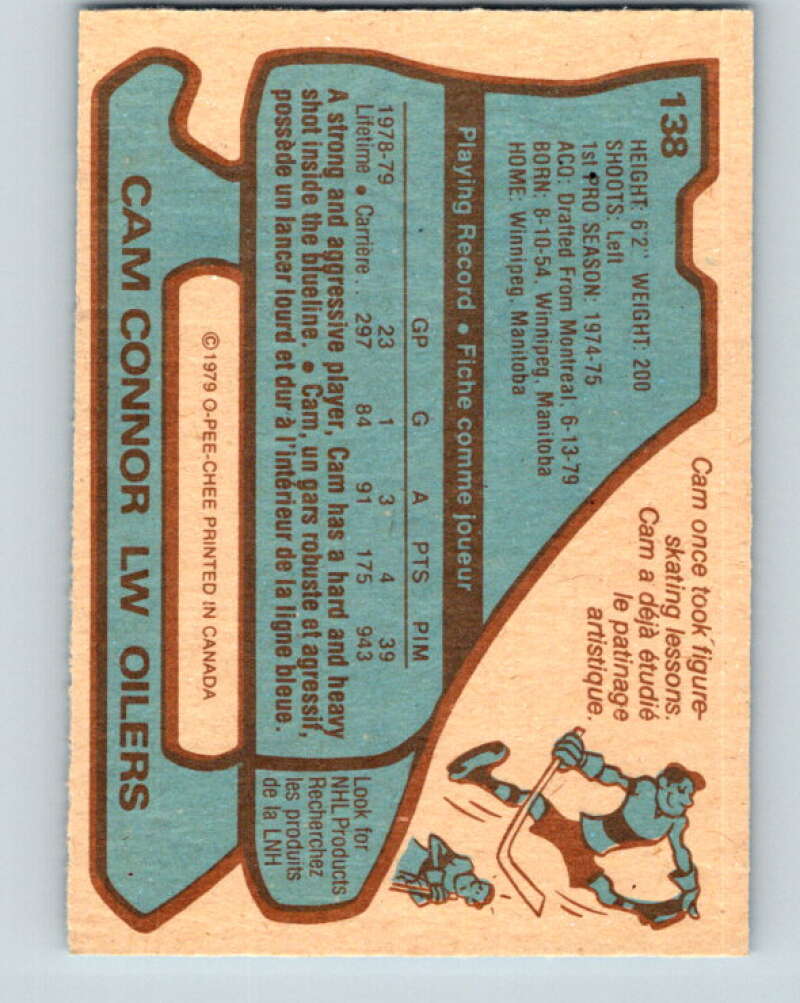 138
HEIGHT: 6'2" WEIGHT: 200
SHOOTS: Left
1st PRO SEASON: 1974-75
ACQ: Drafted From Montreal, 6-13-79
BORN: 8-10-54, Winnipeg, Manitoba
HOME: Winnipeg, Manitoba
Cam once took figure-
skating lessons.
Cam a déjà étudié
le patinage
artistique.
Playing Record • Fiche comme joueur
GP G A PTS PIM
1978-79 23 1 3 4 39
Lifetime • Carrière .. 297 84 91 175 943
A strong and aggressive player, Cam has a hard and heavy
shot inside the blueline. • Cam, un gars robuste et agressif,
possède un lancer lourd et dur à l'intérieur de la ligne bleue.
Look for
NHL Products
Recherchez
les produits
de la LNH
©1979 O-PEE-CHEE PRINTED IN CANADA
CAM CONNOR LW OILERS